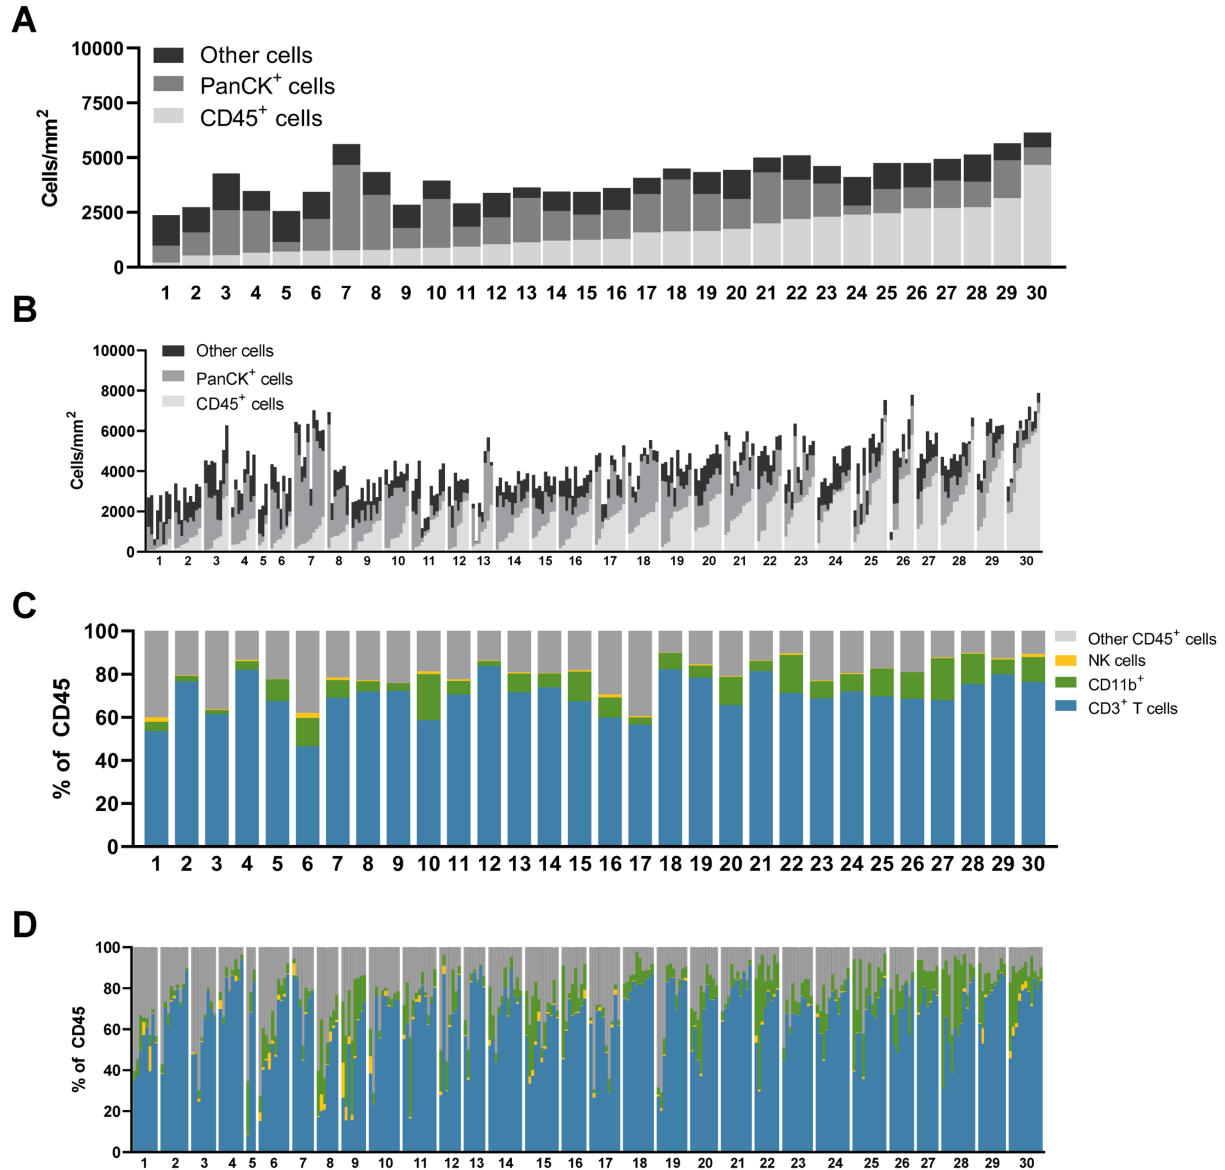 A
10000
7500
5000
2500
0
Cells/mm²
Other cells
PanCK⁺ cells
CD45⁺ cells
1 2 3 4 5 6 7 8 9 10 11 12 13 14 15 16 17 18 19 20 21 22 23 24 25 26 27 28 29 30
B
10000
8000
6000
4000
2000
0
Cells/mm²
Other cells
PanCK⁺ cells
CD45⁺ cells
1 2 3 4 5 6 7 8 9 10 11 12 13 14 15 16 17 18 19 20 21 22 23 24 25 26 27 28 29 30
C
100
80
60
40
20
0
% of CD45
Other CD45⁺ cells
NK cells
CD11b⁺
CD3⁺ T cells
1 2 3 4 5 6 7 8 9 10 11 12 13 14 15 16 17 18 19 20 21 22 23 24 25 26 27 28 29 30
D
100
80
60
40
20
0
% of CD45
1 2 3 4 5 6 7 8 9 10 11 12 13 14 15 16 17 18 19 20 21 22 23 24 25 26 27 28 29 30